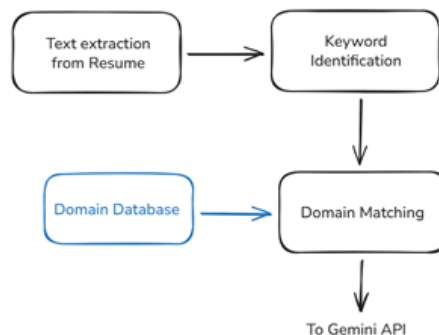 Text extraction
from Resume
Keyword
Identification
Domain Database
Domain Matching
To Gemini API